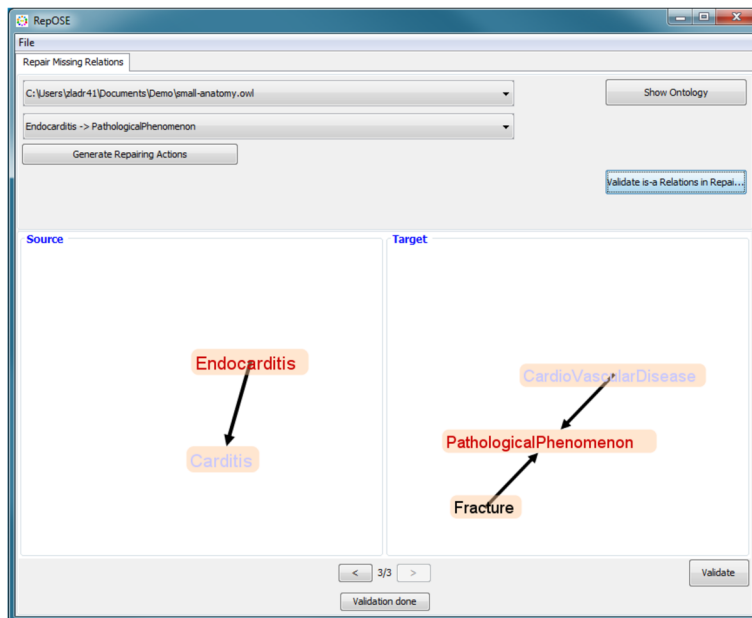 RepOSE
File
Repair Missing Relations
C:\Users\zladr41\Documents\Demo\small-anatomy.owl
Show Ontology
Endocarditis -> PathologicalPhenomenon
Generate Repairing Actions
Validate is-a Relations in Repai...
Source
Target
Endocarditis
Carditis
CardioVascularDisease
PathologicalPhenomenon
Fracture
< 3/3 >
Validate
Validation done